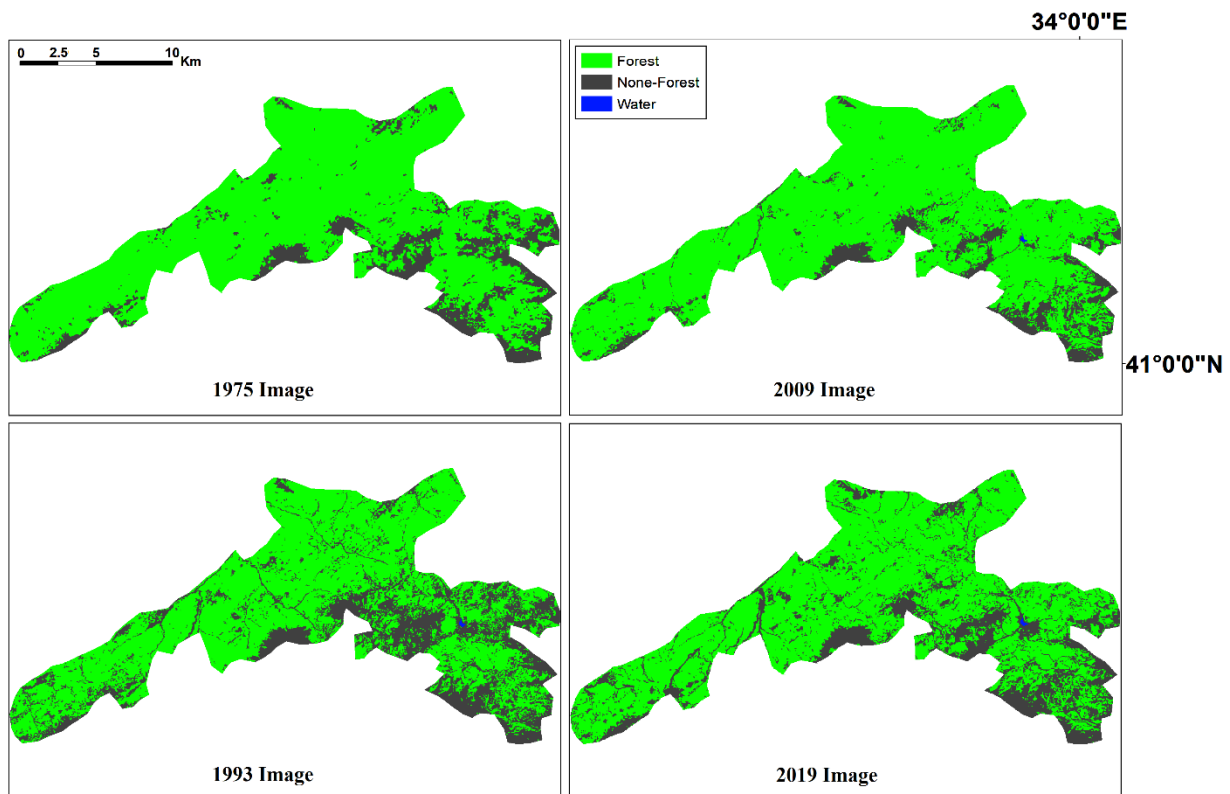 34°0'0"E
0 2.5 5 10
Km
Forest
None-Forest
Water
1975 Image
2009 Image
41°0'0"N
1993 Image
2019 Image